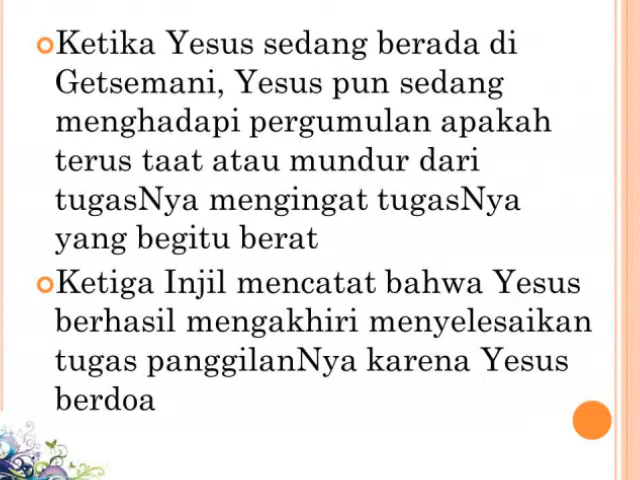 Ketika Yesus sedang berada di
Getsemani, Yesus pun sedang
menghadapi pergumulan apakah
terus taat atau mundur dari
tugasNya mengingat tugasNya
yang begitu berat
Ketiga Injil mencatat bahwa Yesus
berhasil mengakhiri menyelesaikan
tugas panggilanNya karena Yesus
berdoa